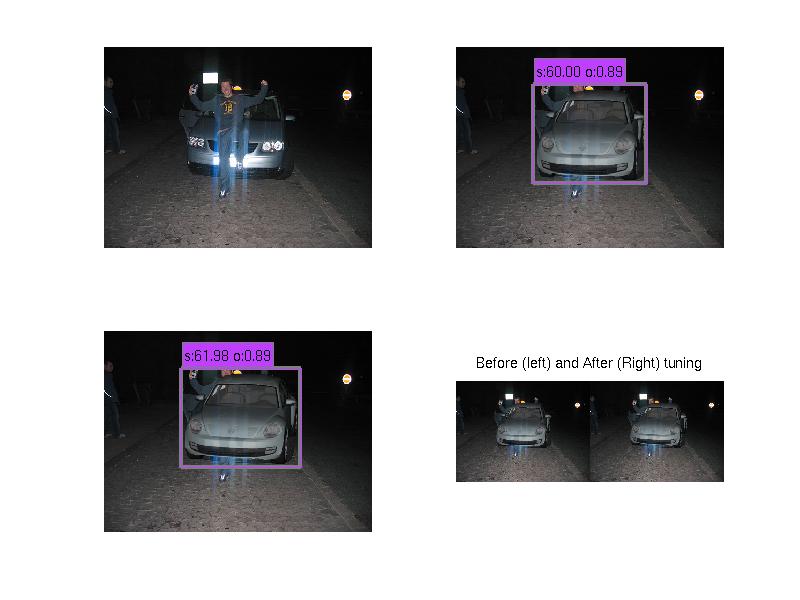 s:60.00 o:0.89
s:61.98 o:0.89
Before (left) and After (Right) tuning